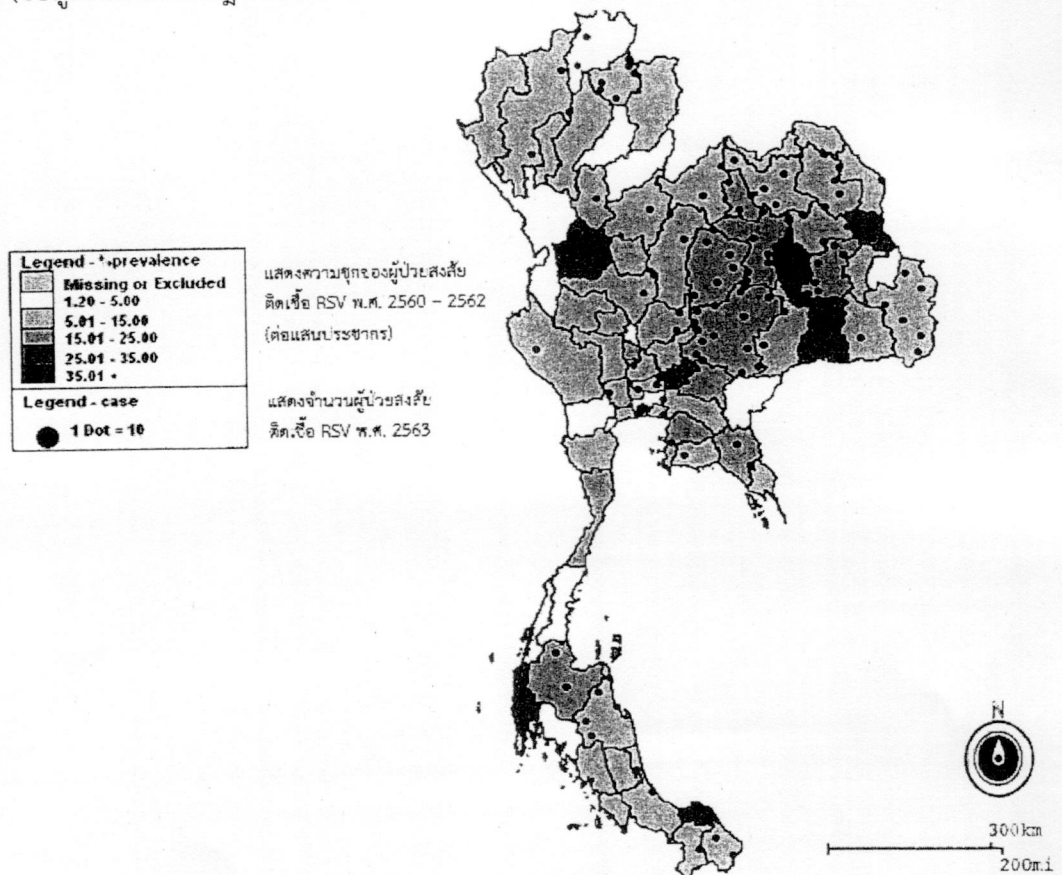 Legend - *.prevalence
Missing or Excluded
1.20 - 5.00
5.01 - 15.00
15.01 - 25.00
25.01 - 35.00
35.01 +
Legend - case
1 Dot = 10
แสดงความชุกของผู้ป่วยสงสัย
ติดเชื้อ RSV พ.ศ. 2560 – 2562
(ต่อแสนประชากร)
แสดงจำนวนผู้ป่วยสงสัย
ติดเชื้อ RSV พ.ศ. 2563
N
300km
200mi